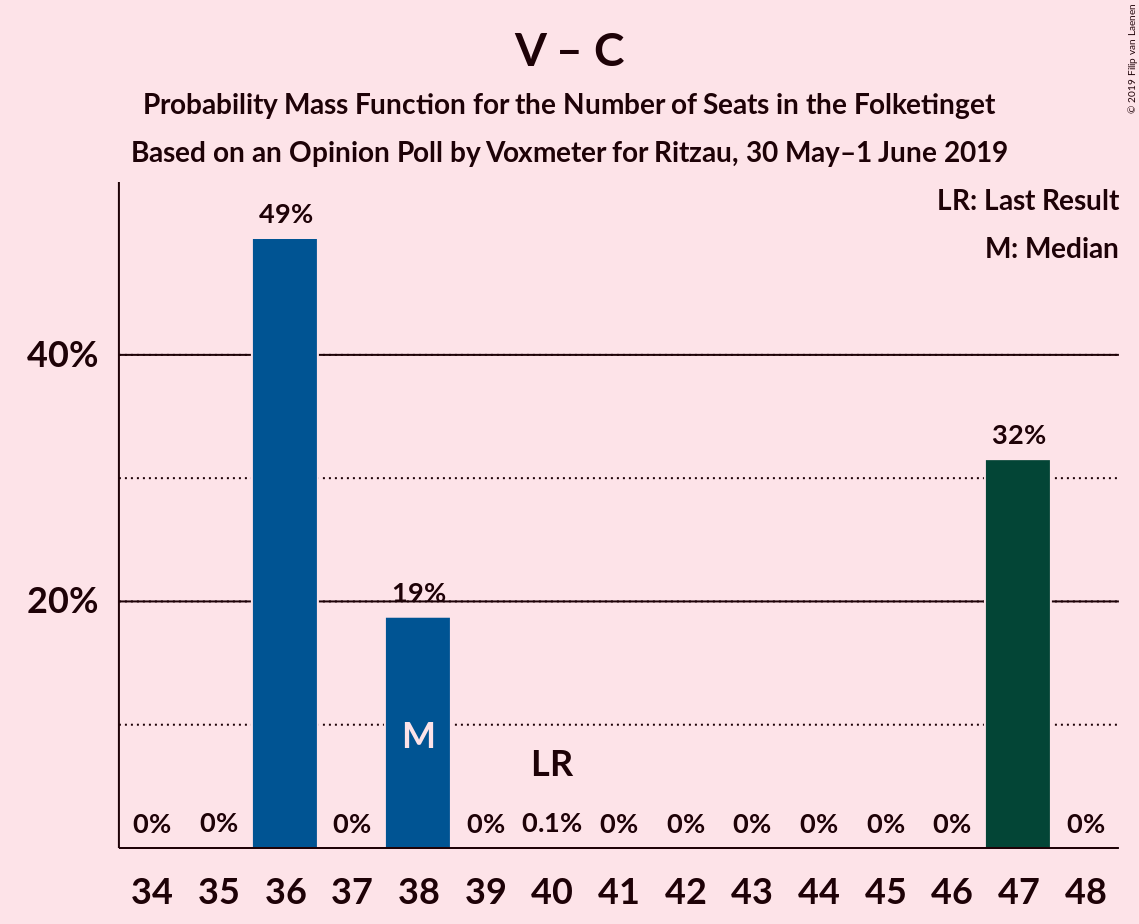 V – C
Probability Mass Function for the Number of Seats in the Folketinget
Based on an Opinion Poll by Voxmeter for Ritzau, 30 May–1 June 2019
© 2019 Filip van Laenen
LR: Last Result
M: Median
49%
40%
32%
20%
19%
M
LR
0% 0% 0% 0% 0.1% 0% 0% 0% 0% 0% 0% 0%
34 35 36 37 38 39 40 41 42 43 44 45 46 47 48